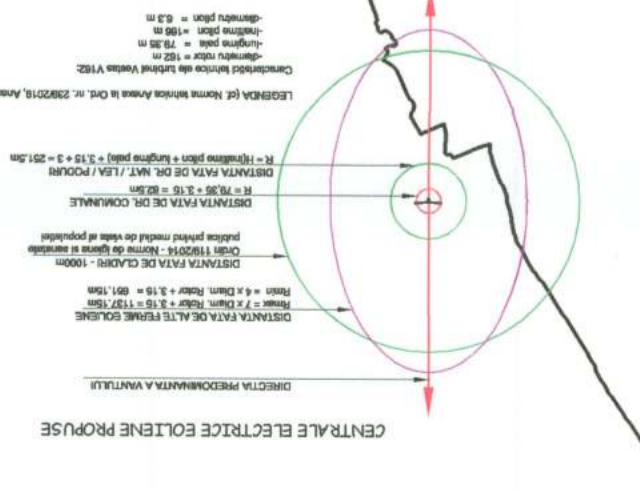 CENTRALE ELECTRICE EOLIENE PROPUSE
DIRECTIA PREDOMINANTA A VANTULUI
DISTANTA FATA DE ALTE FERME EOLIENE
Rmax = 7 x Diam. Rotor + 3.15 = 1137.15m
Rmin = 4 x Diam. Rotor + 3.15 = 651.15m
DISTANTA FATA DE CLADIRI - 1000m
Ordin 119/2014 - Norme de igiena si sanatate
publica privind mediul de viata al populatiei
DISTANTA FATA DE DR. COMUNALE
R = 79,35 + 3.15 = 82.5m
DISTANTA FATA DE DR. NAT. / LEA / PODURI
R = H(inaltime pilon + lungime pala) + 3.15 + 3 = 251.5m
LEGENDA (cf. Norma tehnica Anexa la Ord. nr. 239/2019,
Caracteristici tehnice ale turbinei Vestas V162:
-diametru rotor = 162 m
-lungime pala = 79,35 m
-inaltime pilon = 166 m
-diametru pilon = 6.3 m